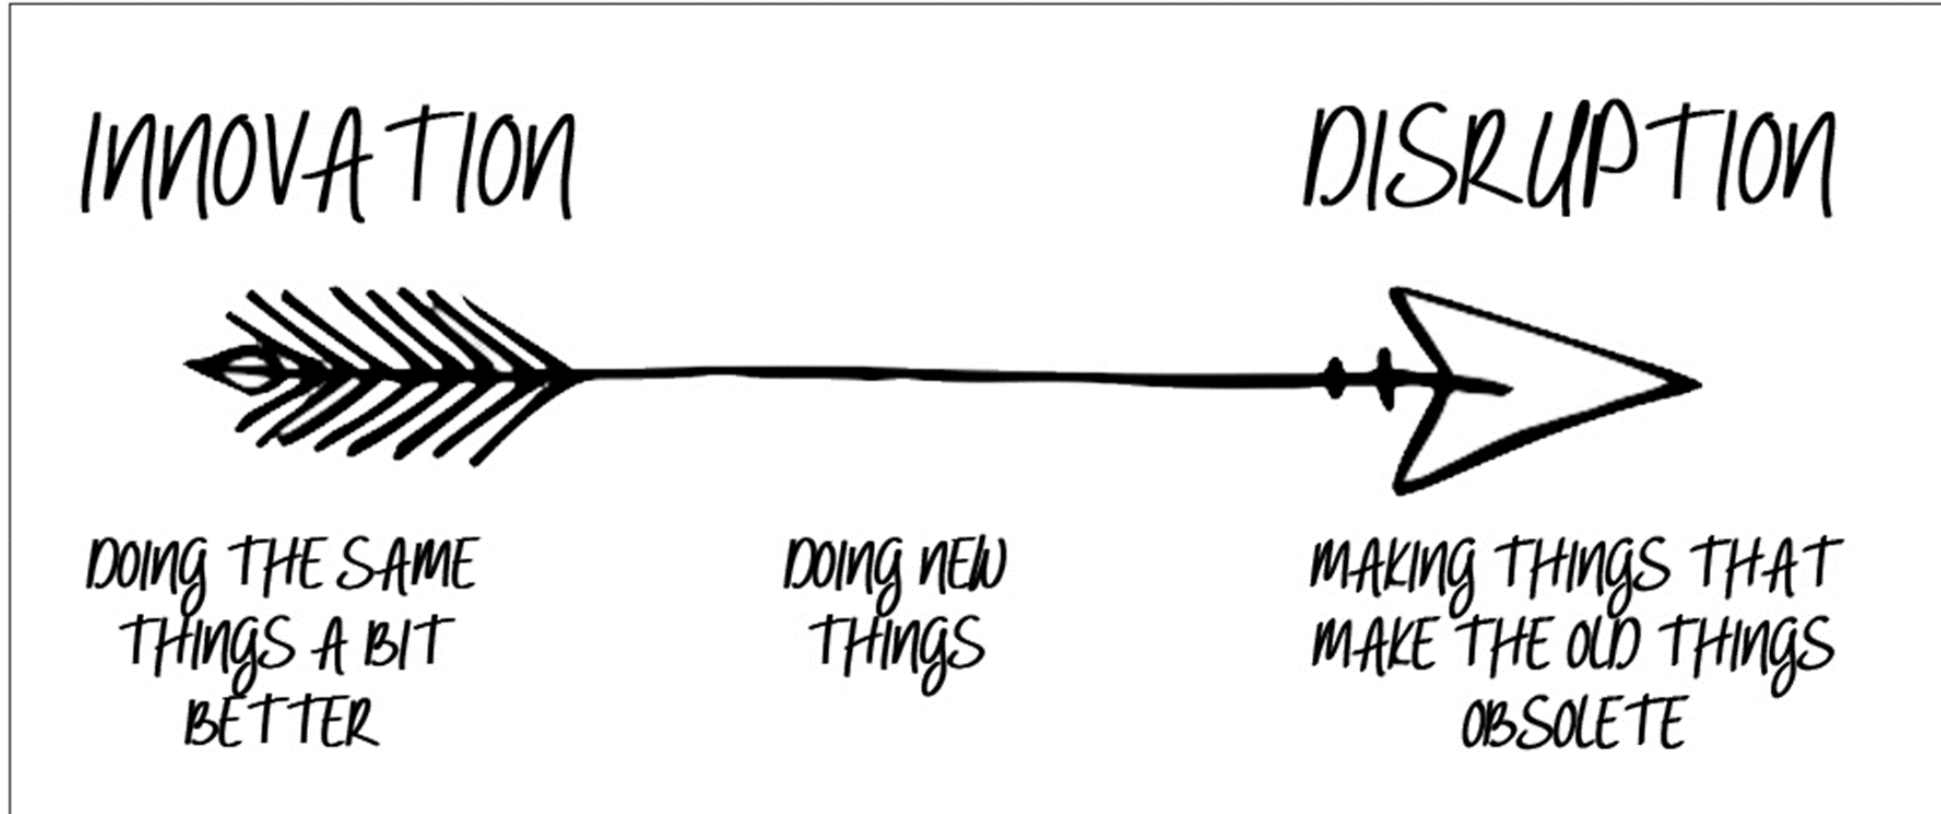 INNOVATION
DISRUPTION
DOING THE SAME
THINGS A BIT
BETTER
DOING NEW
THINGS
MAKING THINGS THAT
MAKE THE OLD THINGS
OBSOLETE